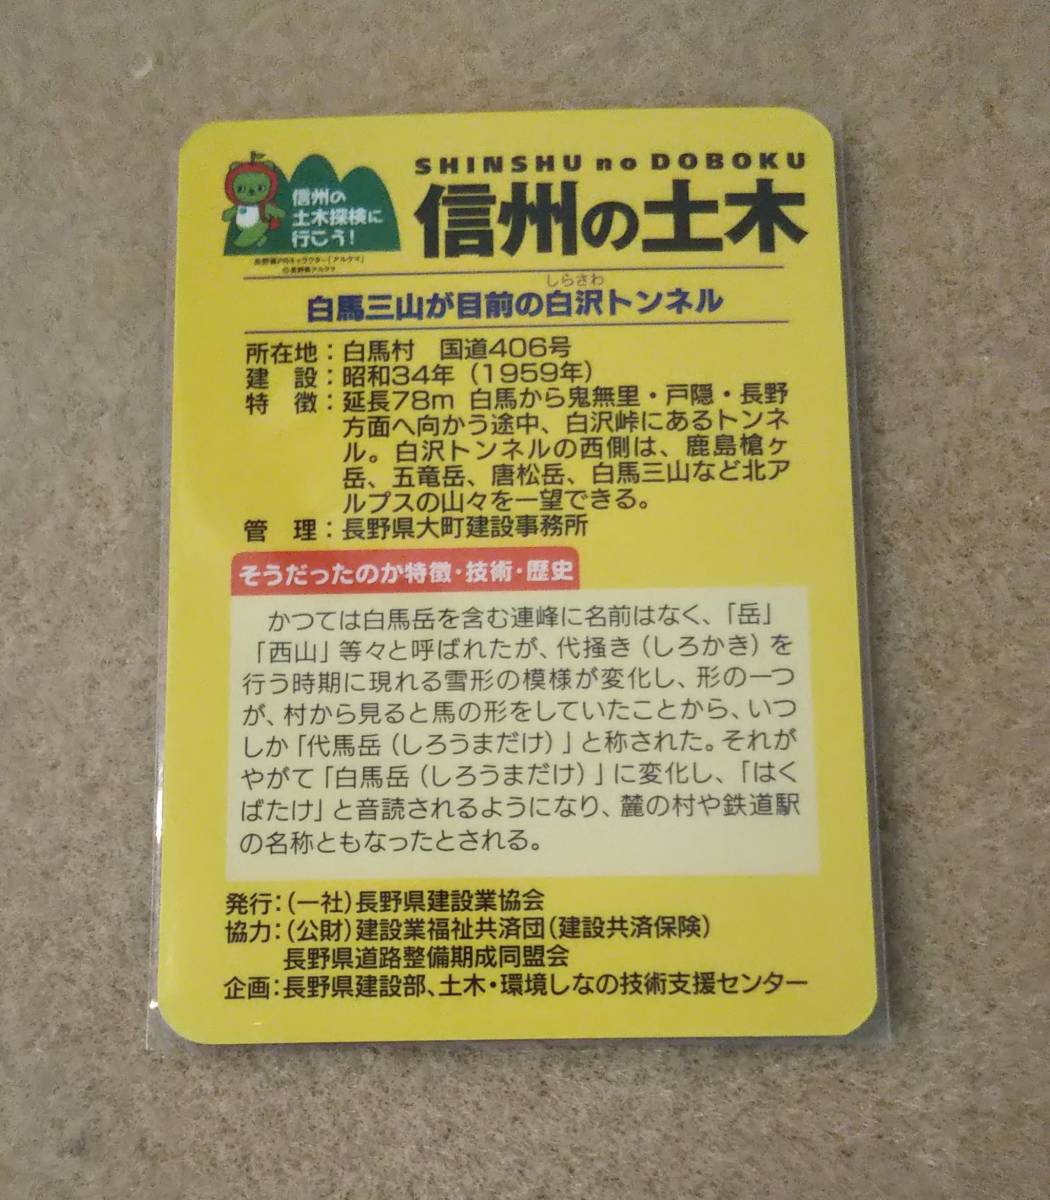 SHINSHU no DOBOKU
信州の土木
信州の
土木探検に
行こう!
長野県PRキャラクター「アルクマ」
©長野県アルクマ
しらさわ
白馬三山が目前の白沢トンネル
所在地：白馬村　国道406号
建　設：昭和34年（1959年）
特　徴：延長78m 白馬から鬼無里・戸隠・長野
方面へ向かう途中、白沢峠にあるトンネ
ル。白沢トンネルの西側は、鹿島槍ヶ
岳、五竜岳、唐松岳、白馬三山など北ア
ルプスの山々を一望できる。
管　理：長野県大町建設事務所
そうだったのか特徴・技術・歴史
かつては白馬岳を含む連峰に名前はなく、「岳」
「西山」等々と呼ばれたが、代掻き（しろかき）を
行う時期に現れる雪形の模様が変化し、形の一つ
が、村から見ると馬の形をしていたことから、いつ
しか「代馬岳（しろうまだけ）」と称された。それが
やがて「白馬岳（しろうまだけ）」に変化し、「はく
ばたけ」と音読されるようになり、麓の村や鉄道駅
の名称ともなったとされる。
発行：（一社）長野県建設業協会
協力：（公財）建設業福祉共済団（建設共済保険）
長野県道路整備期成同盟会
企画：長野県建設部、土木・環境しなの技術支援センター